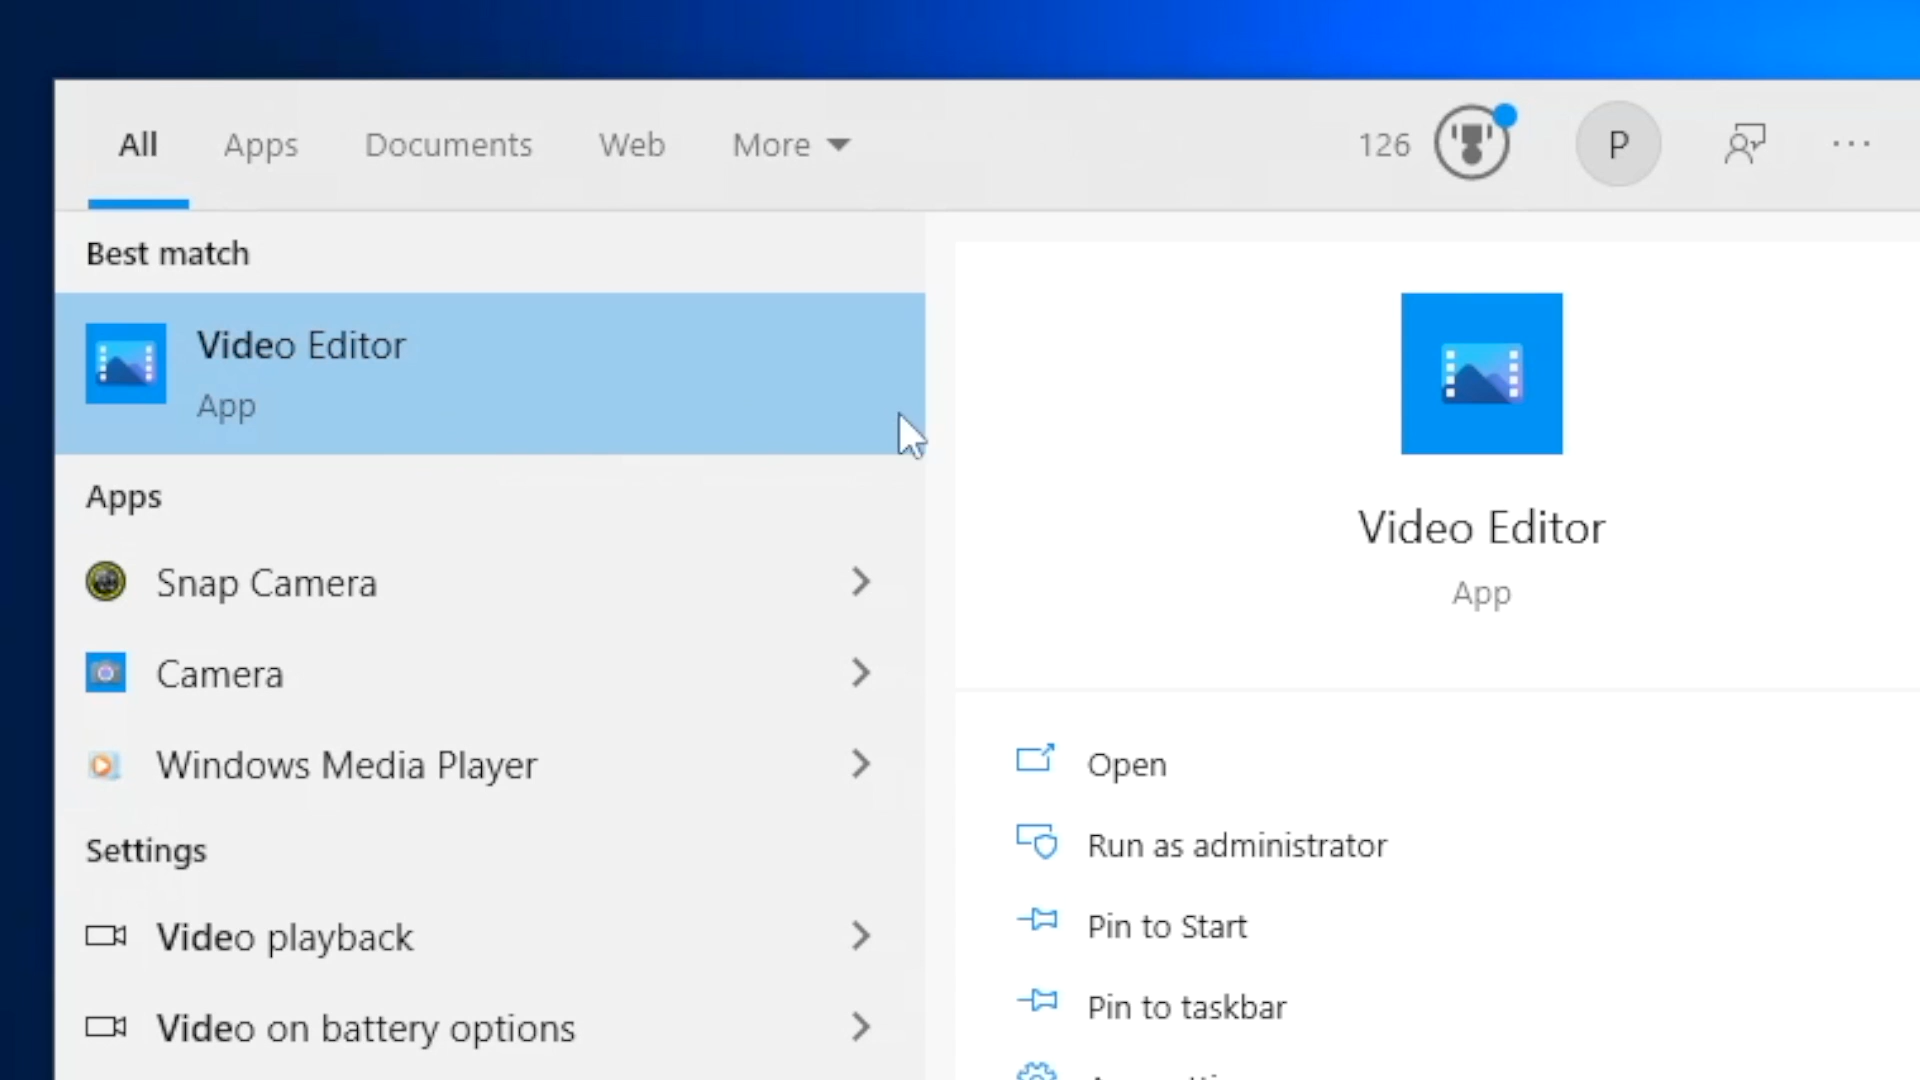 All Apps Documents Web More 126 P
Best match
Video Editor
App
Apps
Snap Camera
Camera
Windows Media Player
Settings
Video playback
Video on battery options
Video Editor
App
Open
Run as administrator
Pin to Start
Pin to taskbar